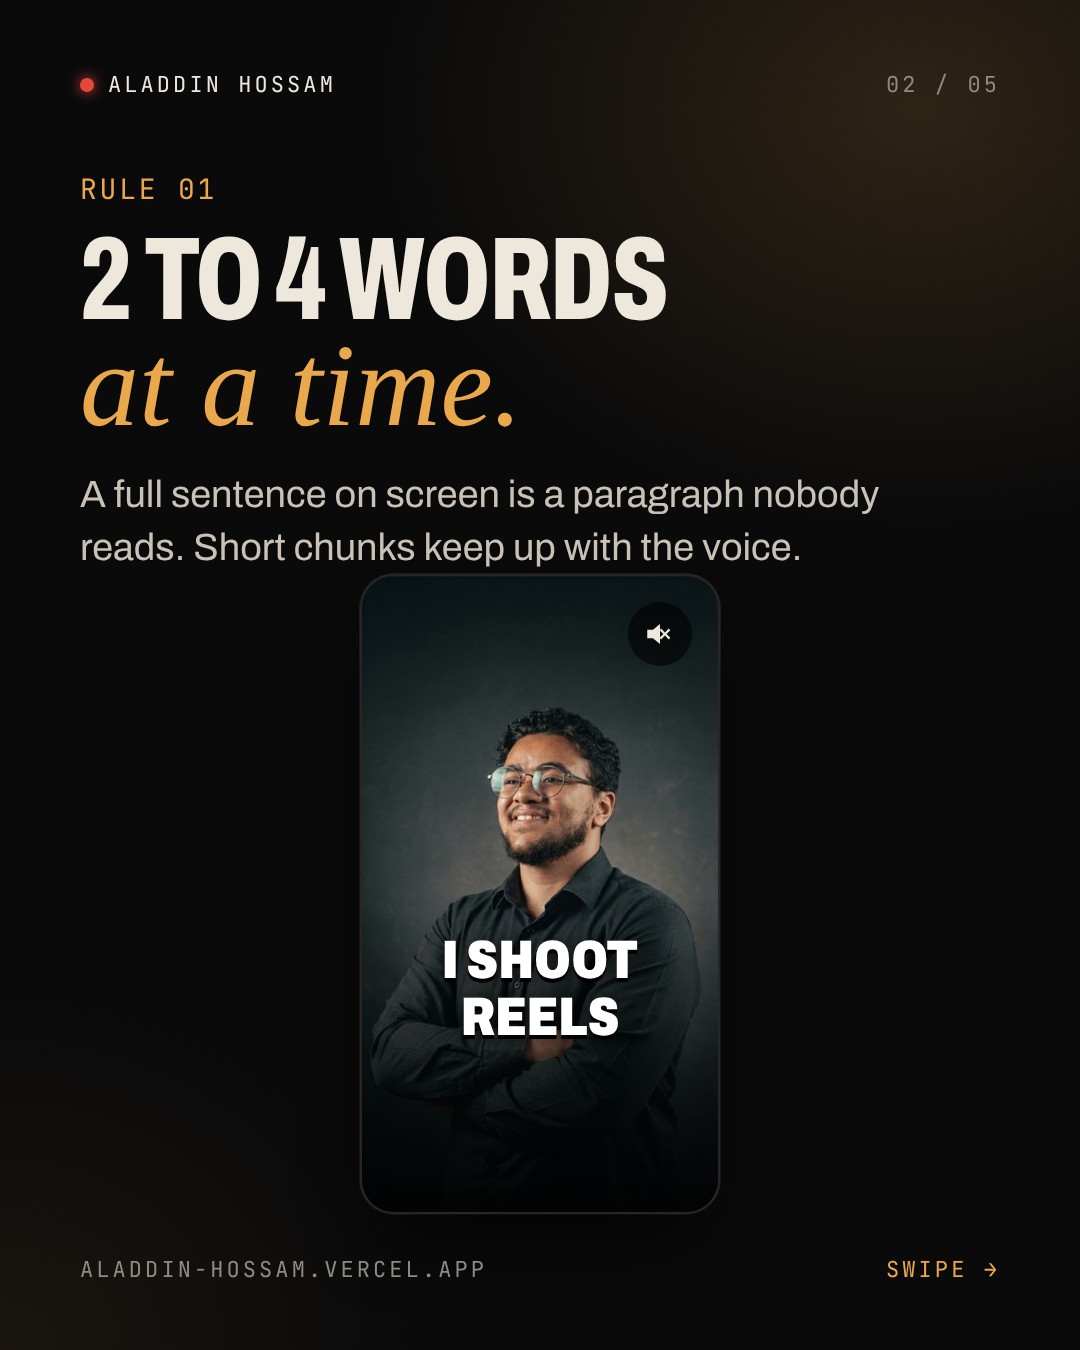 ALADDIN HOSSAM
02 / 05
RULE 01
2 TO 4 WORDS
at a time.
A full sentence on screen is a paragraph nobody
reads. Short chunks keep up with the voice.
I SHOOT
REELS
ALADDIN-HOSSAM.VERCEL.APP
SWIPE →